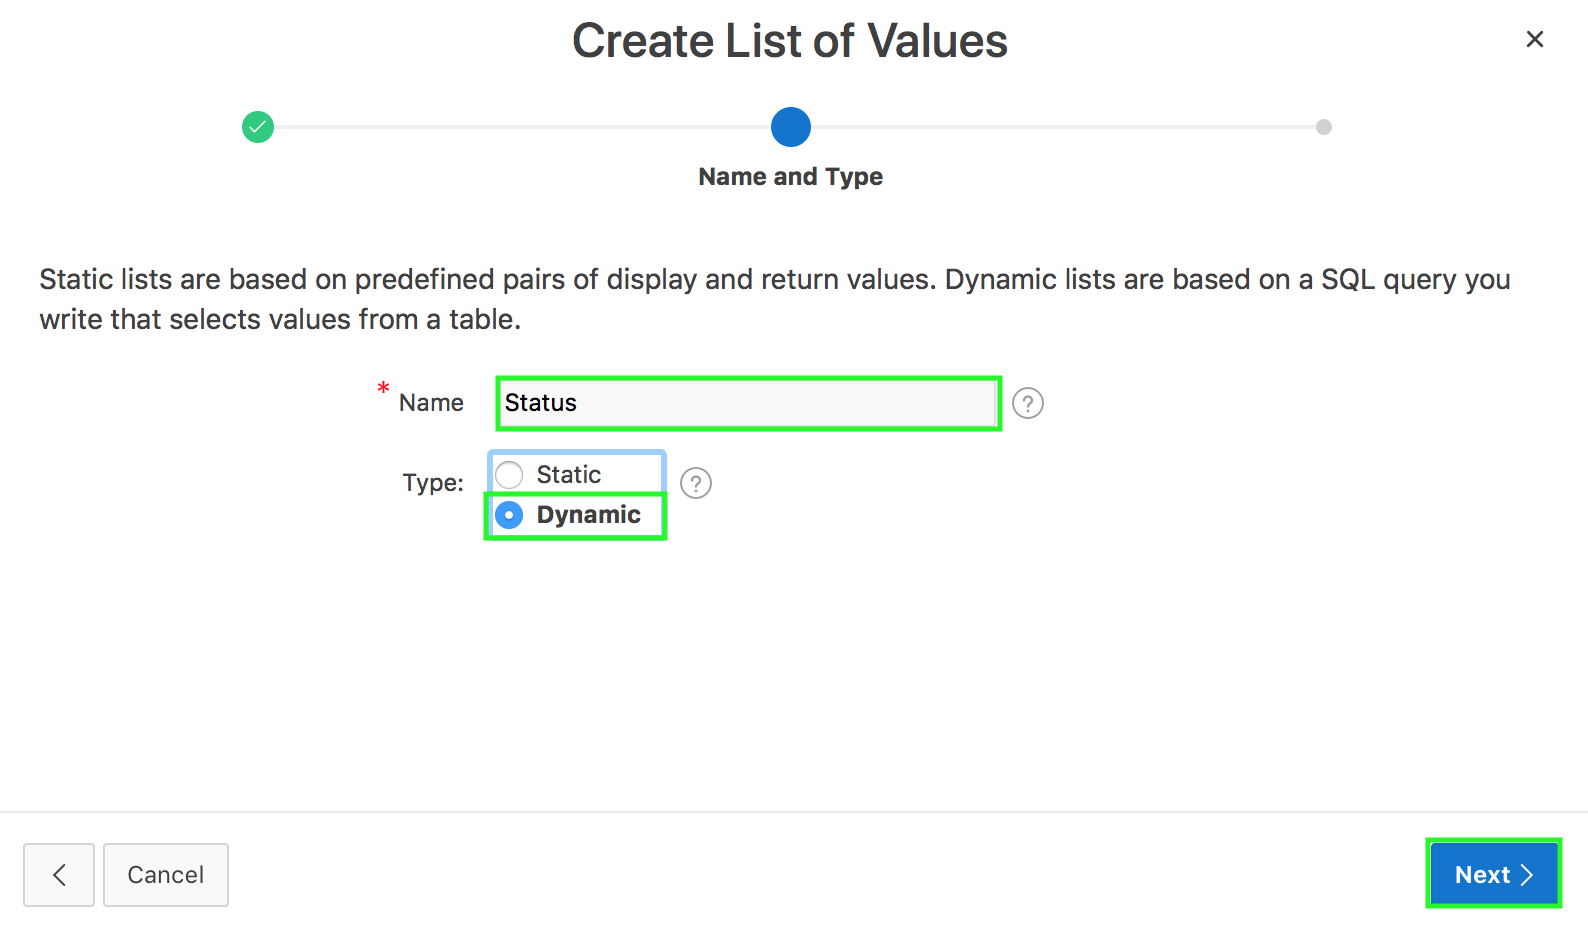 Create List of Values
Name and Type
Static lists are based on predefined pairs of display and return values. Dynamic lists are based on a SQL query you
write that selects values from a table.
* Name Status ?
Type: Static ?
Dynamic
Cancel Next